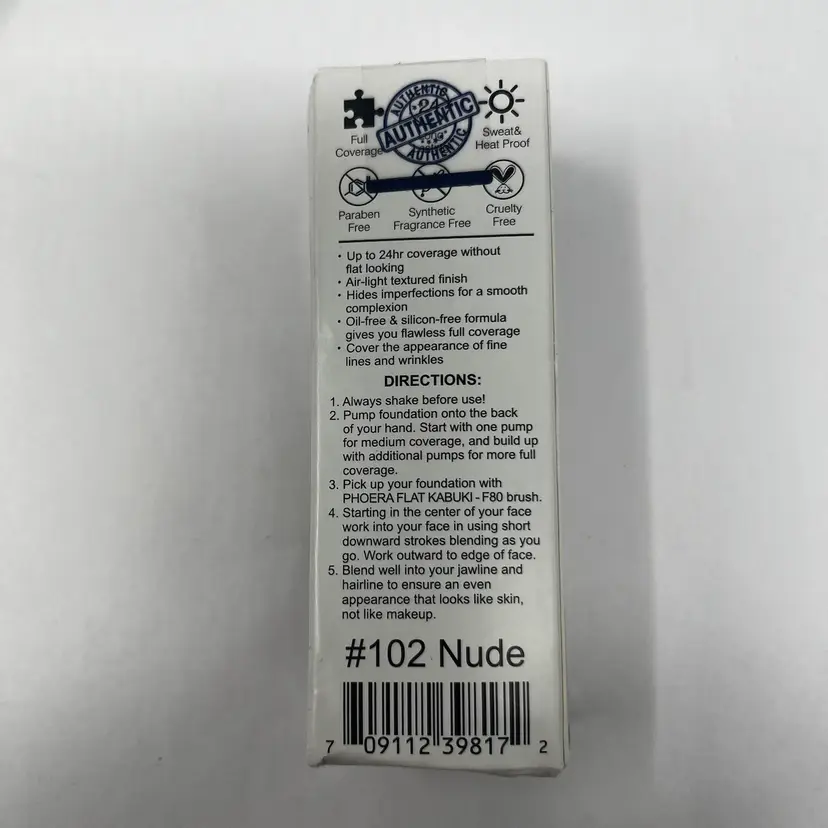 AUTHENTIC
24
AUTHENTIC
AUTHENTIC
Full
Coverage
Sweat&
Heat Proof
Paraben
Free
Synthetic
Fragrance Free
Cruelty
Free
· Up to 24hr coverage without
flat looking
· Air-light textured finish
· Hides imperfections for a smooth
complexion
· Oil-free & silicon-free formula
gives you flawless full coverage
· Cover the appearance of fine
lines and wrinkles
DIRECTIONS:
1. Always shake before use!
2. Pump foundation onto the back
of your hand. Start with one pump
for medium coverage, and build up
with additional pumps for more full
coverage.
3. Pick up your foundation with
PHOERA FLAT KABUKI - F80 brush.
4. Starting in the center of your face
work into your face in using short
downward strokes blending as you
go. Work outward to edge of face.
5. Blend well into your jawline and
hairline to ensure an even
appearance that looks like skin,
not like makeup.
#102 Nude
7 09112 39817 2